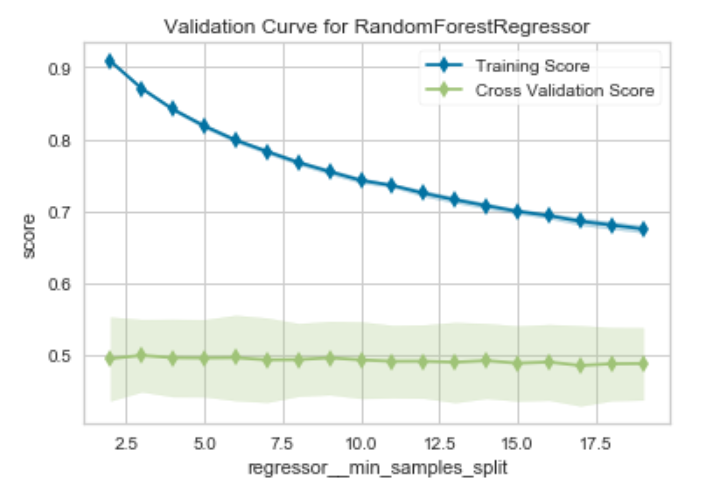 Validation Curve for RandomForestRegressor
Training Score
Cross Validation Score
score
0.9
0.8
0.7
0.6
0.5
2.5 5.0 7.5 10.0 12.5 15.0 17.5
regressor__min_samples_split